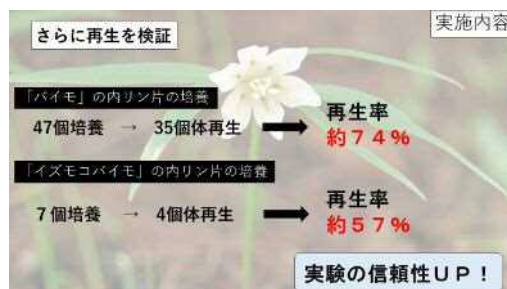 実施内容
さらに再生を検証
「バイモ」の内リン片の培養
47個培養 → 35個体再生
再生率
約７４％
「イズモコバイモ」の内リン片の培養
７個培養 → 4個体再生
再生率
約５７％
実験の信頼性ＵＰ！